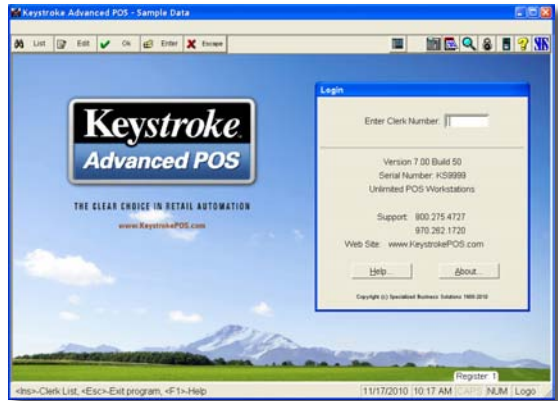 Keystroke Advanced POS - Sample Data
List Edit Ok Enter Escape
Login
Enter Clerk Number:
Keystroke
Advanced POS
THE CLEAR CHOICE IN RETAIL AUTOMATION
www.KeystrokePOS.com
Version 7.00 Build 50
Serial Number: KS9999
Unlimited POS Workstations
Support: 800.275.4727
970.262.1720
Web Site: www.KeystrokePOS.com
Help... About...
Copyright (c) Specialized Business Solutions 1989-2010
Register: 1
<Ins>-Clerk List, <Esc>-Exit program, <F1>-Help 11/17/2010 10:17 AM CAPS NUM Logo